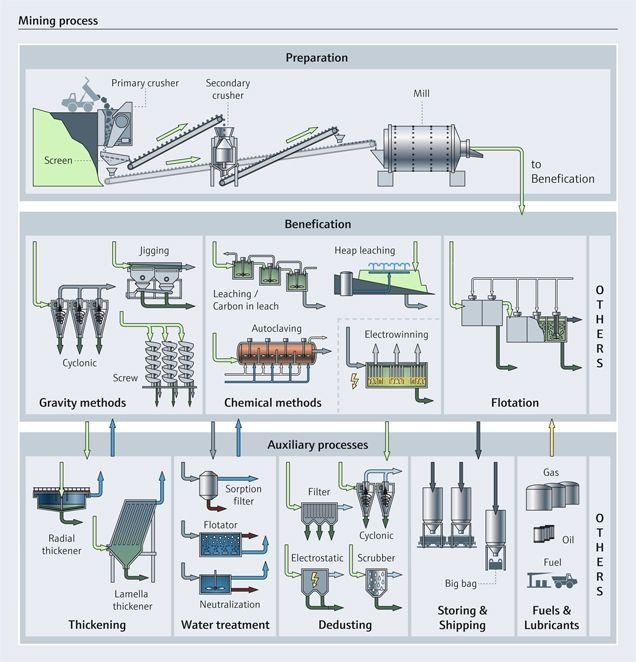 Mining process
Preparation
Primary crusher
Secondary
crusher
Mill
Screen
to
Benefication
Benefication
Jigging
Cyclonic
Screw
Gravity methods
Leaching /
Carbon in leach
Heap leaching
Autoclaving
Electrowinning
Chemical methods
Flotation
OTHERS
Auxiliary processes
Radial
thickener
Lamella
thickener
Thickening
Sorption
filter
Flotator
Neutralization
Water treatment
Filter
Cyclonic
Electrostatic
Scrubber
Dedusting
Big bag
Storing &
Shipping
Gas
Oil
Fuel
Fuels &
Lubricants
OTHERS